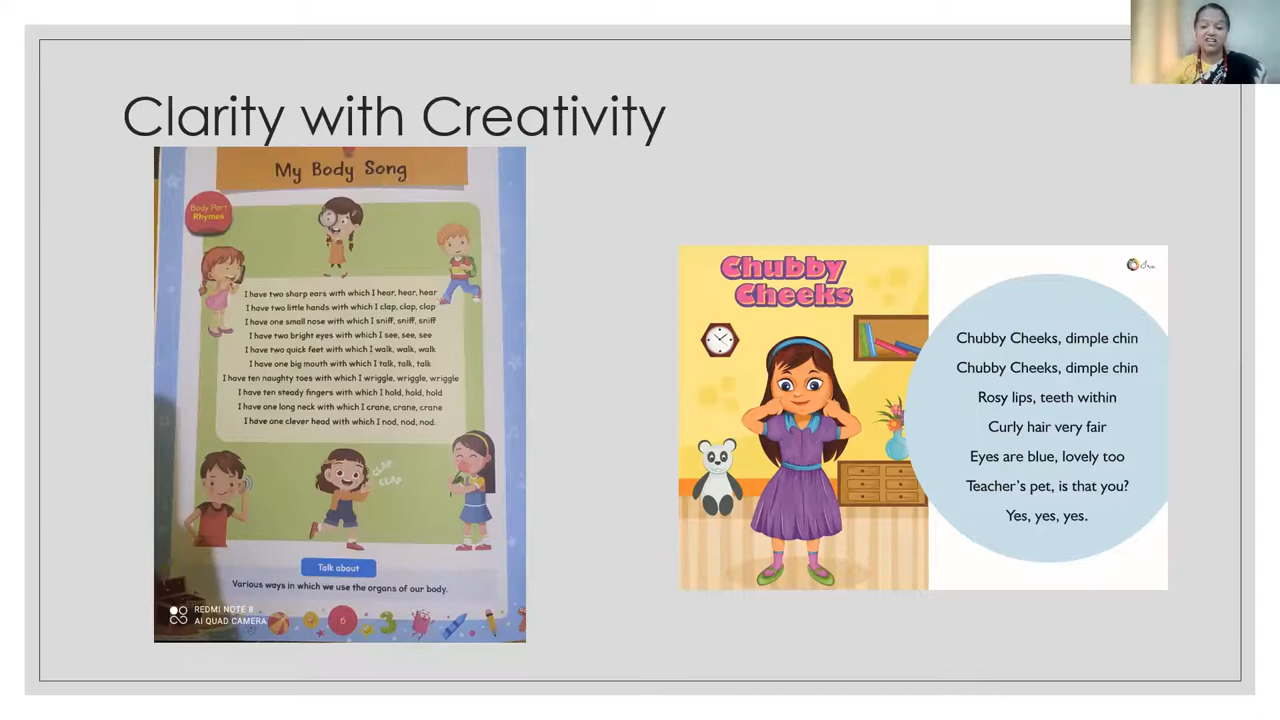 Clarity with Creativity
My Body Song
Body Part
Rhymes
I have two sharp ears with which I hear, hear, hear
I have two little hands with which I clap, clap, clap
I have one small nose with which I sniff, sniff, sniff
I have two bright eyes with which I see, see, see
I have two quick feet with which I walk, walk, walk
I have one big mouth with which I talk, talk, talk
I have ten naughty toes with which I wriggle, wriggle, wriggle
I have ten steady fingers with which I hold, hold, hold
I have one long neck with which I crane, crane, crane
I have one clever head with which I nod, nod, nod.
CLAP
CLAP
Talk about
Various ways in which we use the organs of our body.
REDMI NOTE 8
AI QUAD CAMERA
6
3
Chubby
Cheeks
Chubby Cheeks, dimple chin
Chubby Cheeks, dimple chin
Rosy lips, teeth within
Curly hair very fair
Eyes are blue, lovely too
Teacher's pet, is that you?
Yes, yes, yes.